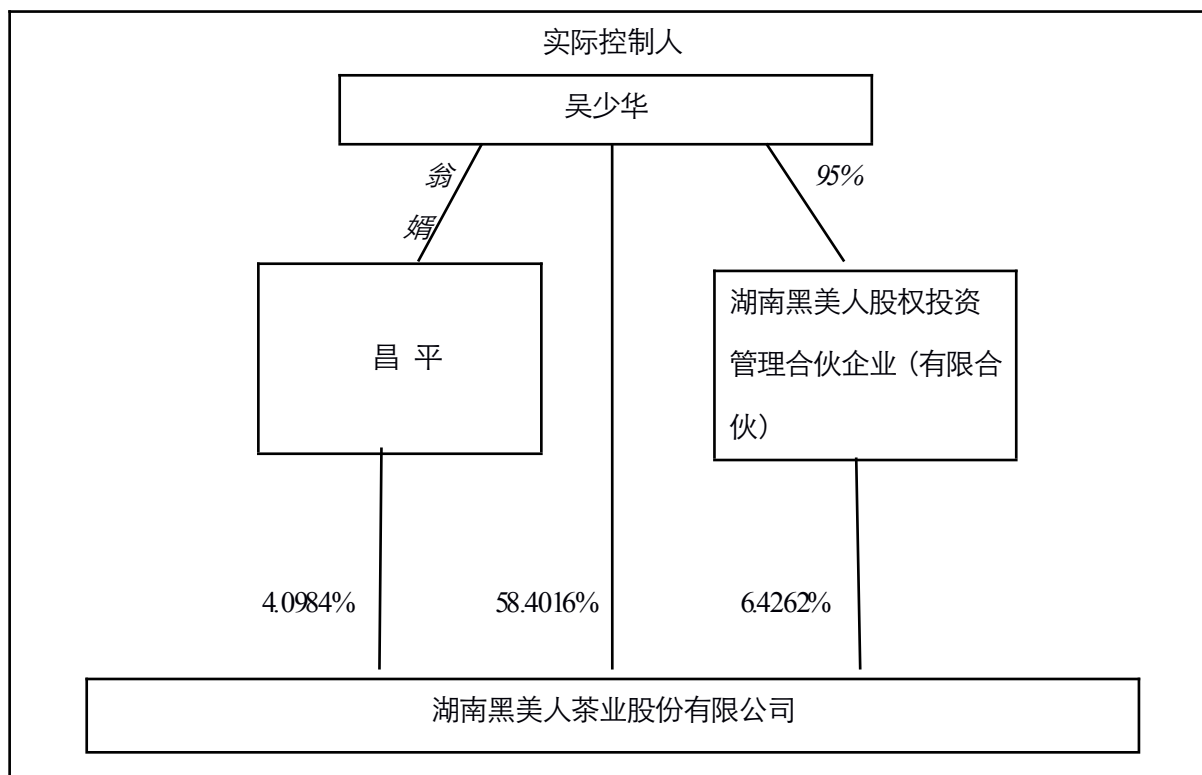 实际控制人
吴少华
翁
婿
95%
昌 平
湖南黑美人股权投资
管理合伙企业（有限合
伙）
4.0984%
58.4016%
6.4262%
湖南黑美人茶业股份有限公司